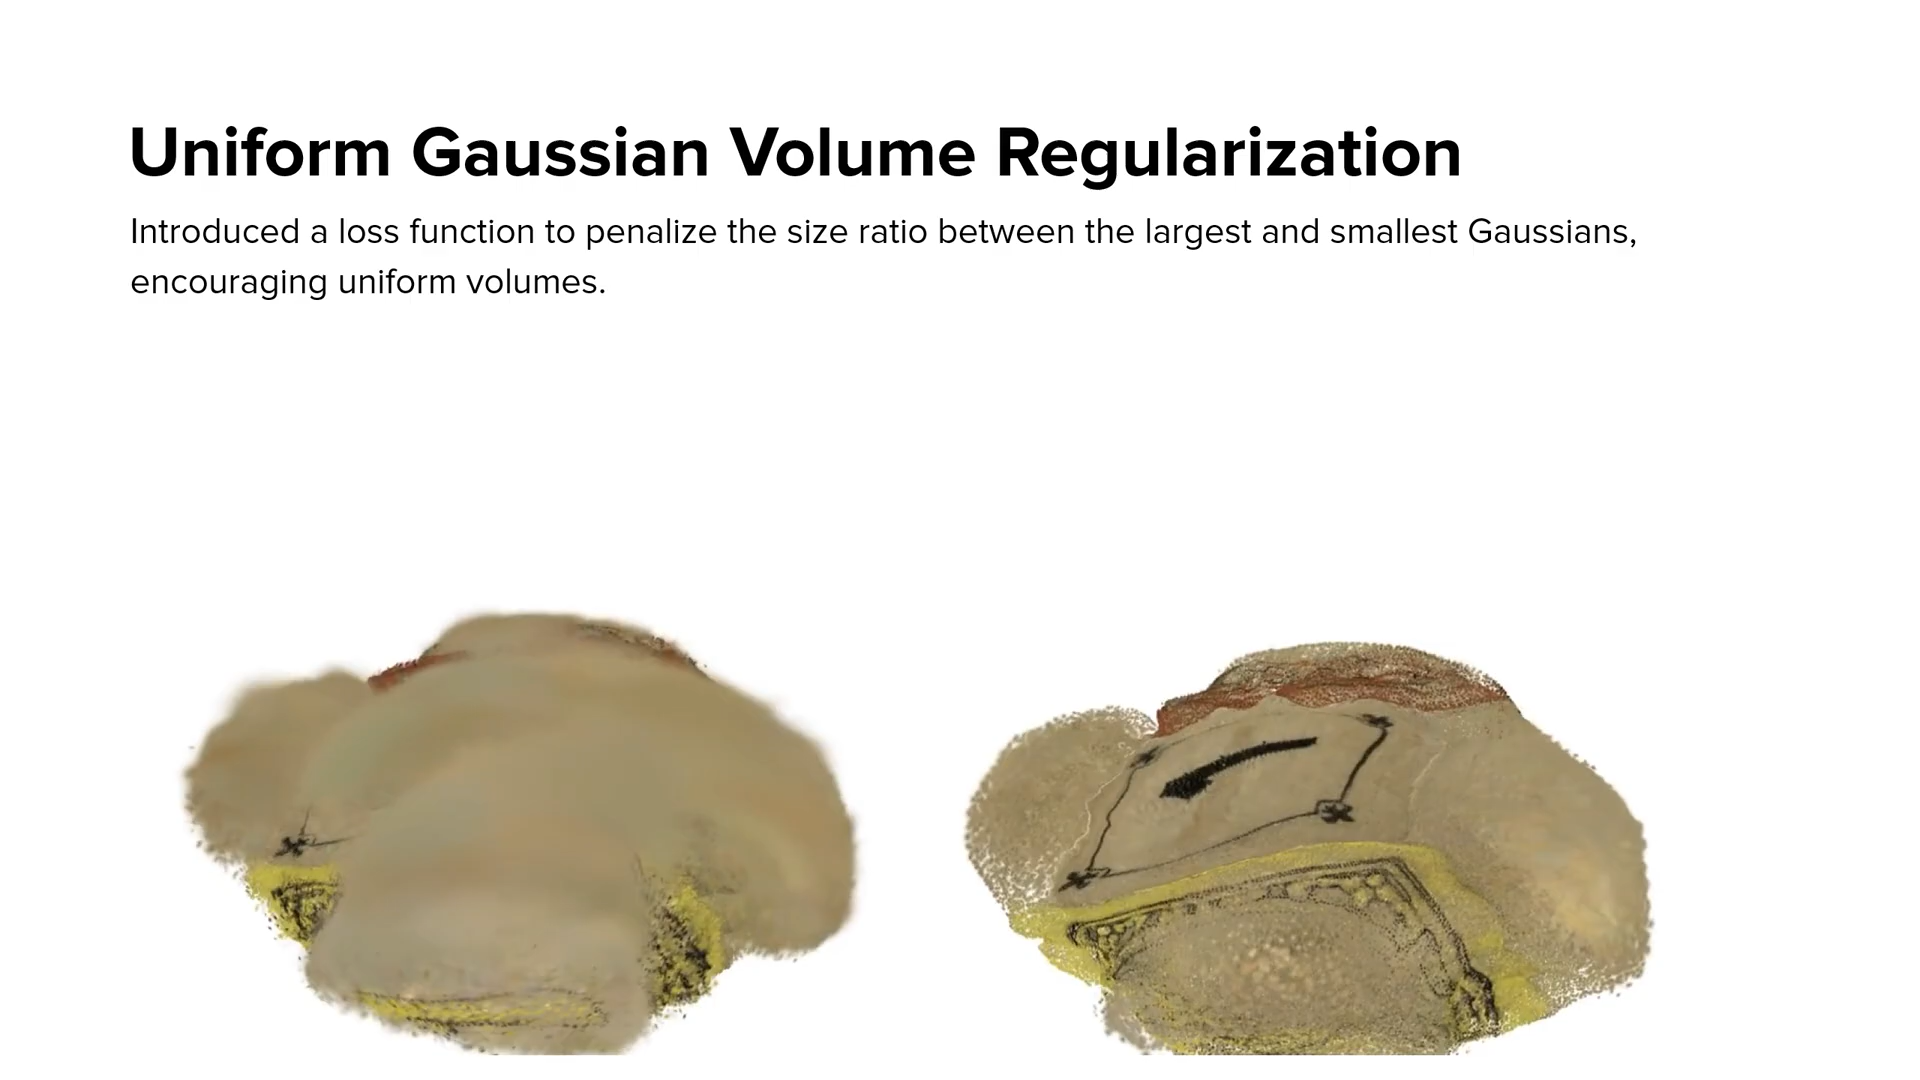 Uniform Gaussian Volume Regularization
Introduced a loss function to penalize the size ratio between the largest and smallest Gaussians,
encouraging uniform volumes.